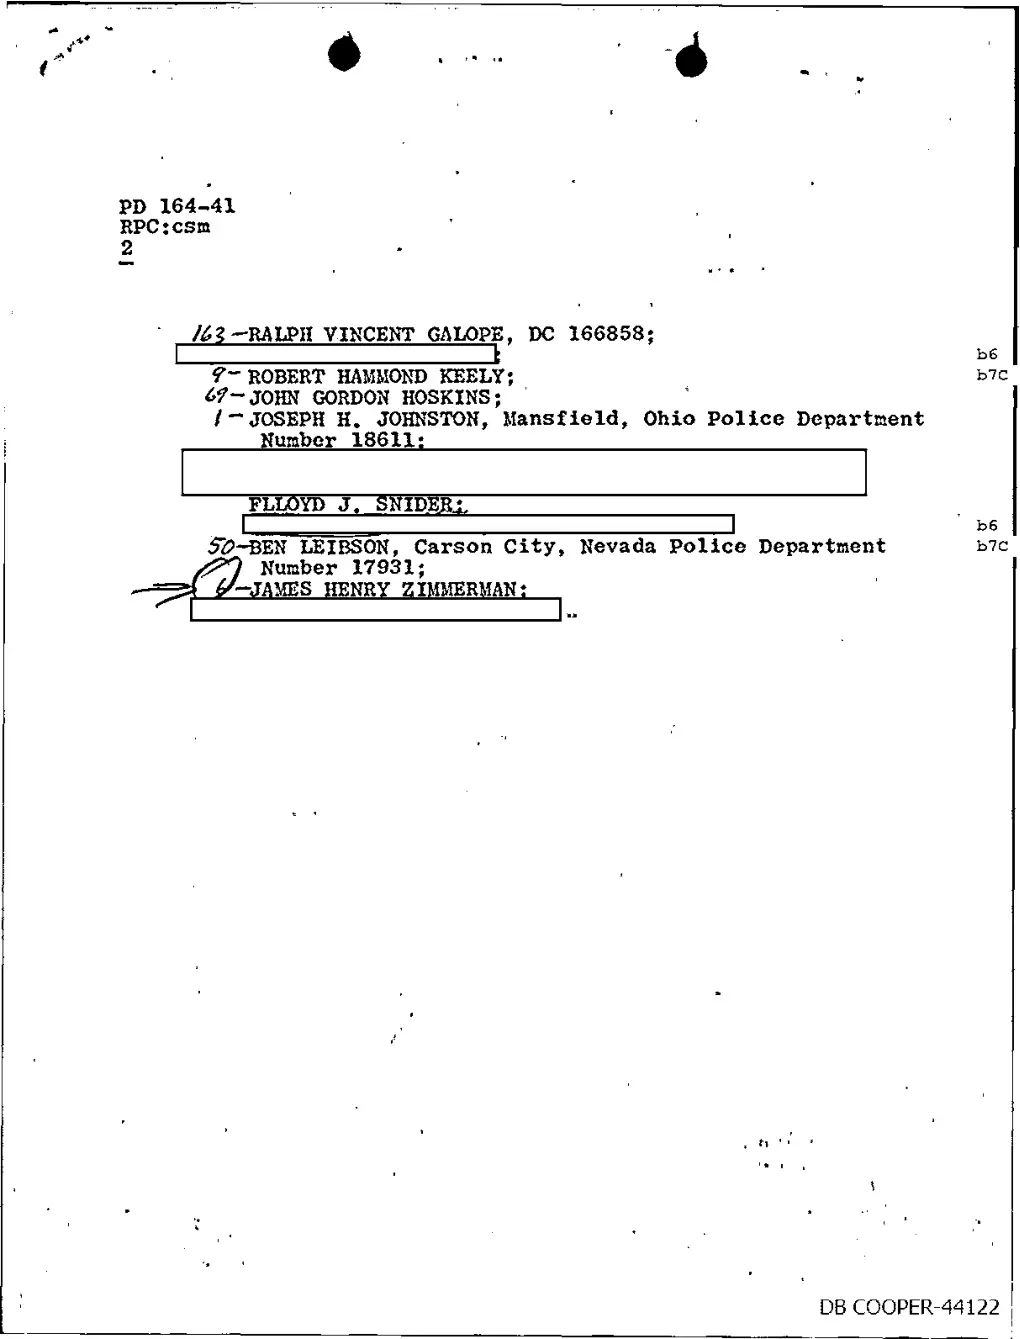 PD 164-41
RPC:csm
2
163-RALPH VINCENT GALOPE, DC 166858;
b6
9- ROBERT HAMMOND KEELY;
b7C
69-JOHN GORDON HOSKINS;
1-JOSEPH H. JOHNSTON, Mansfield, Ohio Police Department
Number 18611;
FLLOYD J. SNIDER;
b6
50-BEN LEIBSON, Carson City, Nevada Police Department
b7C
Number 17931;
6-JAMES HENRY ZIMMERMAN;
DB COOPER-44122